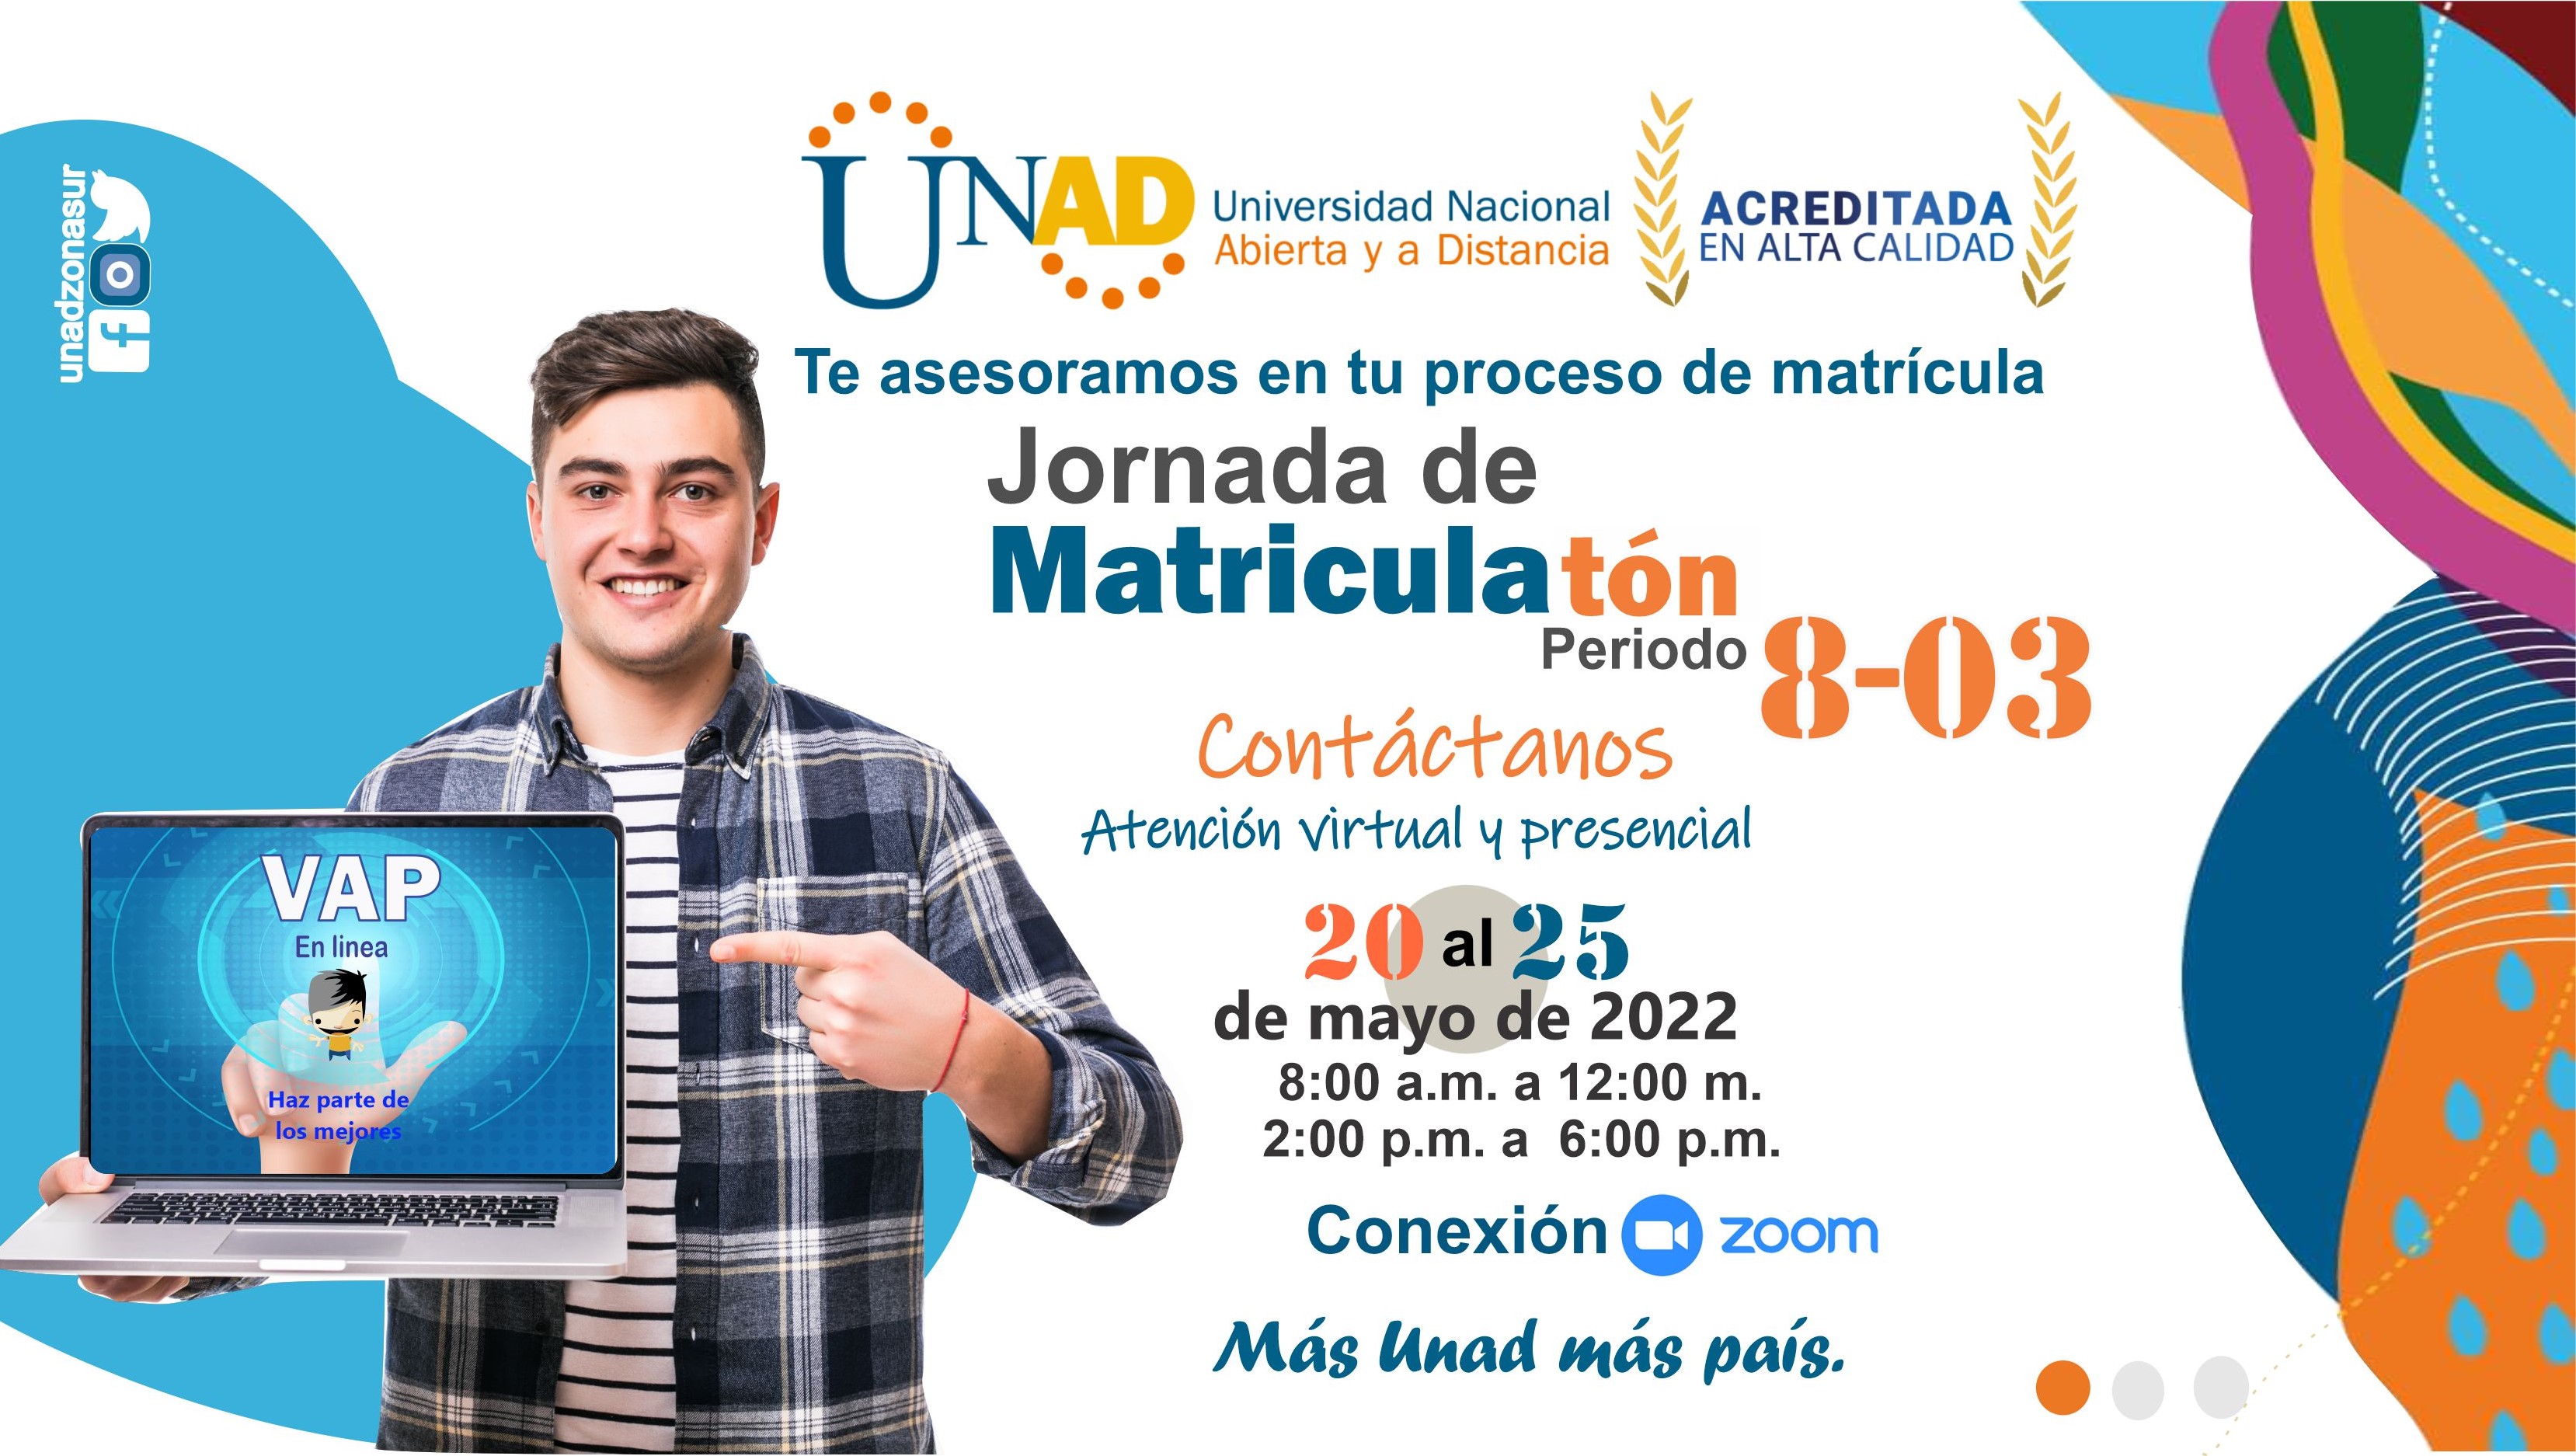 unadzonasur
UNAD
Universidad Nacional
Abierta y a Distancia
ACREDITADA
EN ALTA CALIDAD
Te asesoramos en tu proceso de matrícula
Jornada de
Matriculatón
Periodo 8-03
Contáctanos
Atención virtual y presencial
20 al 25
de mayo de 2022
8:00 a.m. a 12:00 m.
2:00 p.m. a 6:00 p.m.
Conexión zoom
Más Unad más país.
VAP
En linea
Haz parte de
los mejores